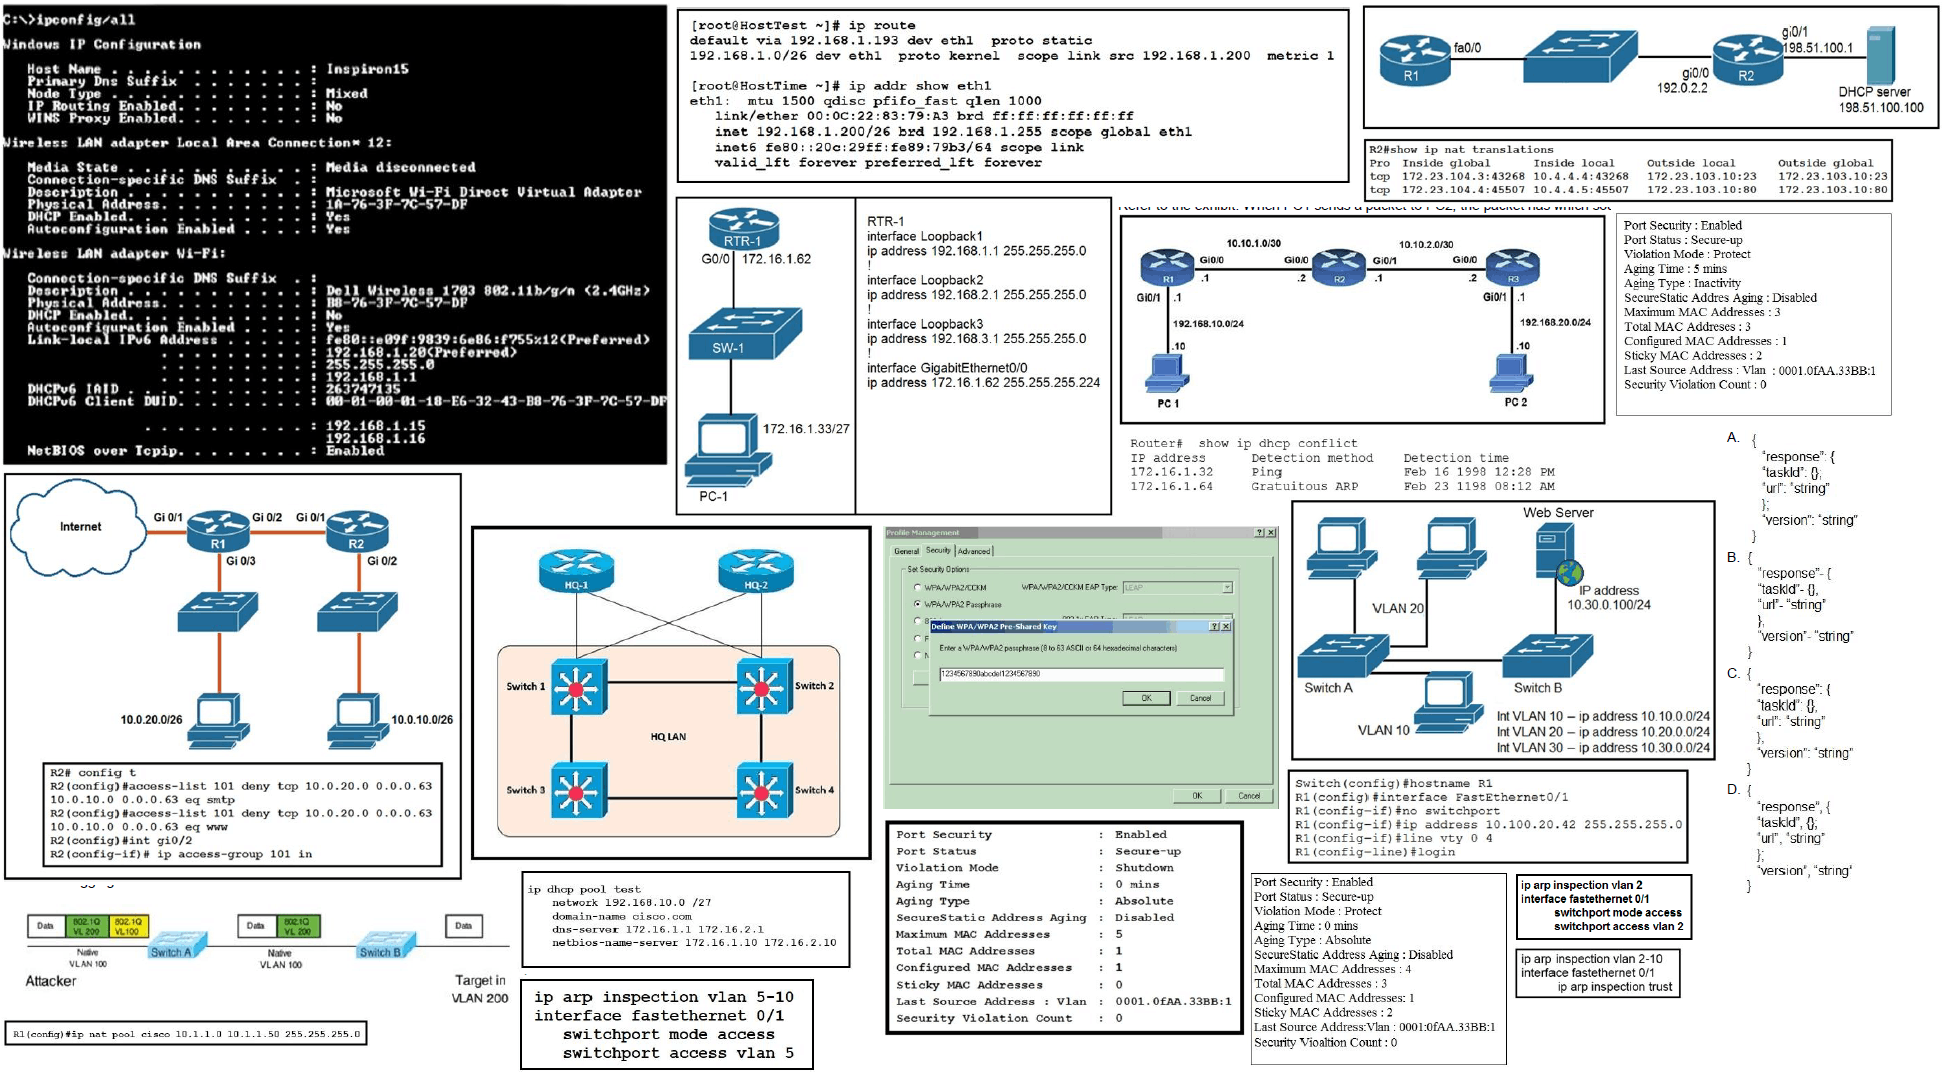 C:\>ipconfig/all
Windows IP Configuration
Host Name . . . . . . . . . . . . : Inspiron15
Primary Dns Suffix . . . . . . . :
Node Type . . . . . . . . . . . . : Mixed
IP Routing Enabled. . . . . . . . : No
WINS Proxy Enabled. . . . . . . . : No
Wireless LAN adapter Local Area Connection* 12:
Media State . . . . . . . . . . . : Media disconnected
Connection-specific DNS Suffix . :
Description . . . . . . . . . . . : Microsoft Wi-Fi Direct Virtual Adapter
Physical Address. . . . . . . . . : 1A-76-3F-7C-57-DF
DHCP Enabled. . . . . . . . . . . : Yes
Autoconfiguration Enabled . . . . : Yes
Wireless LAN adapter Wi-Fi:
Connection-specific DNS Suffix . :
Description . . . . . . . . . . . : Dell Wireless 1703 802.11b/g/n (2.4GHz)
Physical Address. . . . . . . . . : B8-76-3F-7C-57-DF
DHCP Enabled. . . . . . . . . . . : No
Autoconfiguration Enabled . . . . : Yes
Link-local IPv6 Address . . . . . : fe80::e09f:9839:6e86:f755%12(Preferred)
. . . . . . . . . : 192.168.1.20(Preferred)
. . . . . . . . . : 255.255.255.0
. . . . . . . . . : 192.168.1.1
DHCPv6 IAID . . . . . . . . . . . : 263747135
DHCPv6 Client DUID. . . . . . . . : 00-01-00-01-18-E6-32-43-B8-76-3F-7C-57-DF
. . . . . . . . . : 192.168.1.15
192.168.1.16
NetBIOS over Tcpip. . . . . . . . : Enabled
[root@HostTest ~]# ip route
default via 192.168.1.193 dev eth1 proto static
192.168.1.0/26 dev eth1 proto kernel scope link src 192.168.1.200 metric 1
[root@HostTime ~]# ip addr show eth1
eth1: mtu 1500 qdisc pfifo_fast qlen 1000
link/ether 00:0C:22:83:79:A3 brd ff:ff:ff:ff:ff:ff
inet 192.168.1.200/26 brd 192.168.1.255 scope global eth1
inet6 fe80::20c:29ff:fe89:79b3/64 scope link
valid_lft forever preferred_lft forever
R1
fa0/0
gi0/0
192.0.2.2
R2
gi0/1
198.51.100.1
DHCP server
198.51.100.100
R2#show ip nat translations
Pro Inside global Inside local Outside local Outside global
tcp 172.23.104.3:43268 10.4.4.4:43268 172.23.103.10:23 172.23.103.10:23
tcp 172.23.104.4:45507 10.4.4.5:45507 172.23.103.10:80 172.23.103.10:80
RTR-1
G0/0 172.16.1.62
SW-1
172.16.1.33/27
PC-1
RTR-1
interface Loopback1
ip address 192.168.1.1 255.255.255.0
!
interface Loopback2
ip address 192.168.2.1 255.255.255.0
!
interface Loopback3
ip address 192.168.3.1 255.255.255.0
!
interface GigabitEthernet0/0
ip address 172.16.1.62 255.255.255.224
Refer to the exhibit. When PC1 sends a packet to PC2, the packet has which set
10.10.1.0/30
10.10.2.0/30
R1
Gi0/0
.1
Gi0/0
.2
R2
Gi0/1
.1
Gi0/0
.2
R3
Gi0/1 .1
Gi0/1 .1
192.168.10.0/24
192.168.20.0/24
.10
.10
PC 1
PC 2
Port Security : Enabled
Port Status : Secure-up
Violation Mode : Protect
Aging Time : 5 mins
Aging Type : Inactivity
SecureStatic Addres Aging : Disabled
Maximum MAC Addresses : 3
Total MAC Addreses : 3
Configured MAC Addresses : 1
Sticky MAC Addresses : 2
Last Source Address : Vlan : 0001.0fAA.33BB:1
Security Violation Count : 0
Router# show ip dhcp conflict
IP address Detection method Detection time
172.16.1.32 Ping Feb 16 1998 12:28 PM
172.16.1.64 Gratuitous ARP Feb 23 1198 08:12 AM
A. {
"response": {
"taskId": {};
"url": "string"
};
"version": "string"
}
B. {
"response"- {
"taskId"- {},
"url"- "string"
},
"version"- "string"
}
C. {
"response": {
"taskId": {},
"url": "string"
},
"version": "string"
}
D. {
"response", {
"taskId", {};
"url", "string"
};
"version", "string"
}
Internet
Gi 0/1
R1
Gi 0/2
Gi 0/1
R2
Gi 0/3
Gi 0/2
10.0.20.0/26
10.0.10.0/26
R2# config t
R2(config)#access-list 101 deny tcp 10.0.20.0 0.0.0.63
10.0.10.0 0.0.0.63 eq smtp
R2(config)#access-list 101 deny tcp 10.0.20.0 0.0.0.63
10.0.10.0 0.0.0.63 eq www
R2(config)#int gi0/2
R2(config-if)# ip access-group 101 in
HQ-1
HQ-2
Switch 1
Switch 2
HQ LAN
Switch 3
Switch 4
Profile Management
General Security Advanced
Set Security Options
WPA/WPA2/CCKM
WPA/WPA2/CCKM EAP Type: LEAP
WPA/WPA2 Passphrase
Define WPA/WPA2 Pre-Shared Key
Enter a WPA/WPA2 passphrase (8 to 63 ASCII or 64 hexadecimal characters)
1234567890abcdef1234567890
OK
Cancel
OK
Cancel
Web Server
VLAN 20
IP address
10.30.0.100/24
Switch A
Switch B
VLAN 10
Int VLAN 10 – ip address 10.10.0.0/24
Int VLAN 20 – ip address 10.20.0.0/24
Int VLAN 30 – ip address 10.30.0.0/24
Switch(config)#hostname R1
R1(config)#interface FastEthernet0/1
R1(config-if)#no switchport
R1(config-if)#ip address 10.100.20.42 255.255.255.0
R1(config-if)#line vty 0 4
R1(config-line)#login
Data
802.1Q
VL 200
802.1Q
VL100
Native
VLAN 100
Switch A
Data
802.1Q
VL 200
Native
VLAN 100
Switch B
Data
Attacker
Target in
VLAN 200
R1(config)#ip nat pool cisco 10.1.1.0 10.1.1.50 255.255.255.0
ip dhcp pool test
network 192.168.10.0 /27
domain-name cisco.com
dns-server 172.16.1.1 172.16.2.1
netbios-name-server 172.16.1.10 172.16.2.10
ip arp inspection vlan 5-10
interface fastethernet 0/1
switchport mode access
switchport access vlan 5
Port Security : Enabled
Port Status : Secure-up
Violation Mode : Shutdown
Aging Time : 0 mins
Aging Type : Absolute
SecureStatic Address Aging : Disabled
Maximum MAC Addresses : 5
Total MAC Addresses : 1
Configured MAC Addresses : 1
Sticky MAC Addresses : 0
Last Source Address : Vlan : 0001.0fAA.33BB:1
Security Violation Count : 0
Port Security : Enabled
Port Status : Secure-up
Violation Mode : Protect
Aging Time : 0 mins
Aging Type : Absolute
SecureStatic Address Aging : Disabled
Maximum MAC Addresses : 4
Total MAC Addresses : 3
Configured MAC Addresses: 1
Sticky MAC Addresses : 2
Last Source Address:Vlan : 0001:0fAA.33BB:1
Security Vioaltion Count : 0
ip arp inspection vlan 2
interface fastethernet 0/1
switchport mode access
switchport access vlan 2
ip arp inspection vlan 2-10
interface fastethernet 0/1
ip arp inspection trust